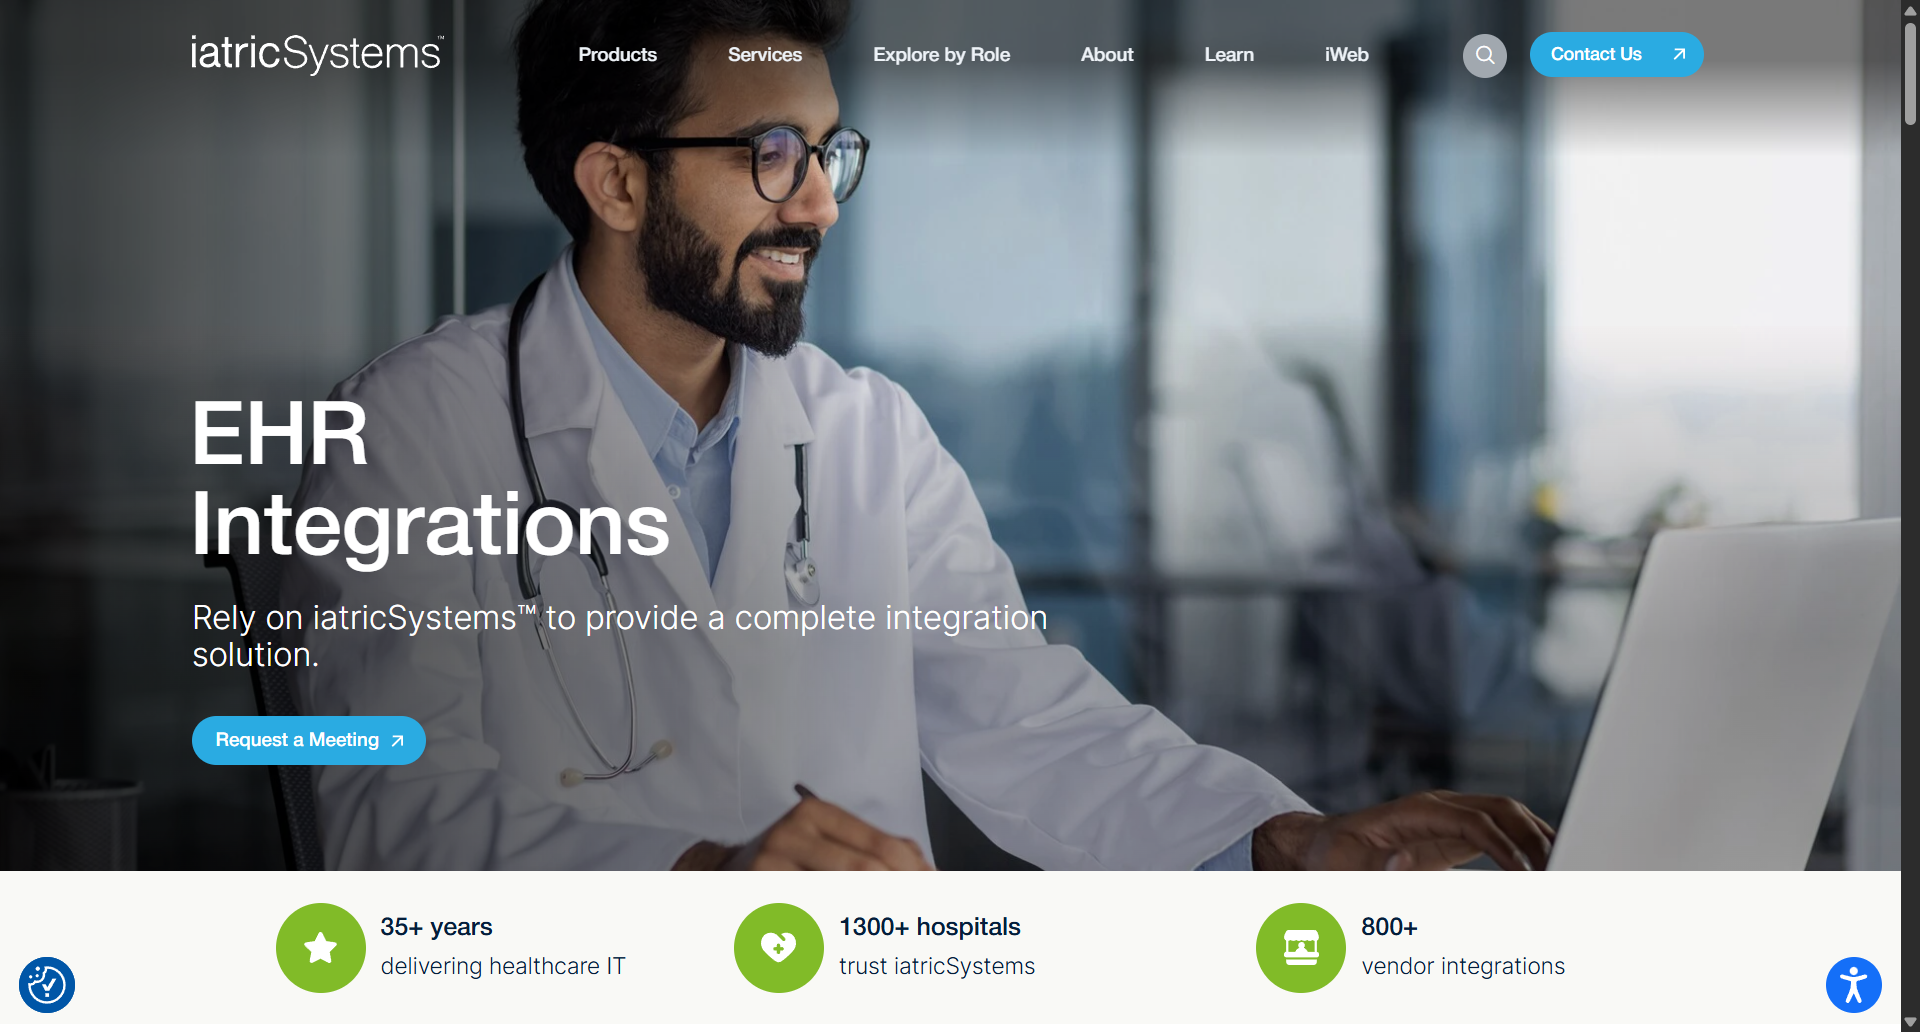 iatricSystems™
Products
Services
Explore by Role
About
Learn
iWeb
Contact Us
EHR
Integrations
Rely on iatricSystems™ to provide a complete integration
solution.
Request a Meeting
35+ years
delivering healthcare IT
1300+ hospitals
trust iatricSystems
800+
vendor integrations